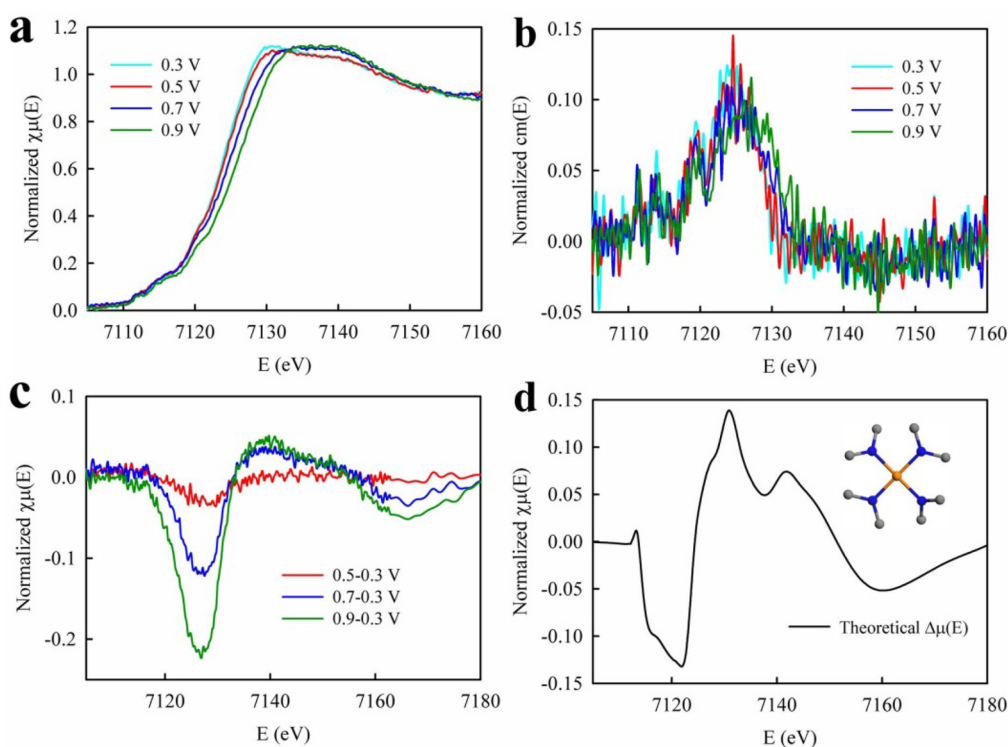 a
1.2
1.0
0.8
0.6
0.4
0.2
0.0
Normalized χμ(E)
0.3 V
0.5 V
0.7 V
0.9 V
7110 7120 7130 7140 7150 7160
E (eV)
b
0.15
0.10
0.05
0.00
-0.05
Normalized cm(E)
0.3 V
0.5 V
0.7 V
0.9 V
7110 7120 7130 7140 7150 7160
E (eV)
c
0.1
0.0
-0.1
-0.2
Normalized χμ(E)
0.5-0.3 V
0.7-0.3 V
0.9-0.3 V
7120 7140 7160 7180
E (eV)
d
0.15
0.10
0.05
0.00
-0.05
-0.10
-0.15
Normalized χμ(E)
Theoretical Δμ(E)
7120 7140 7160 7180
E (eV)